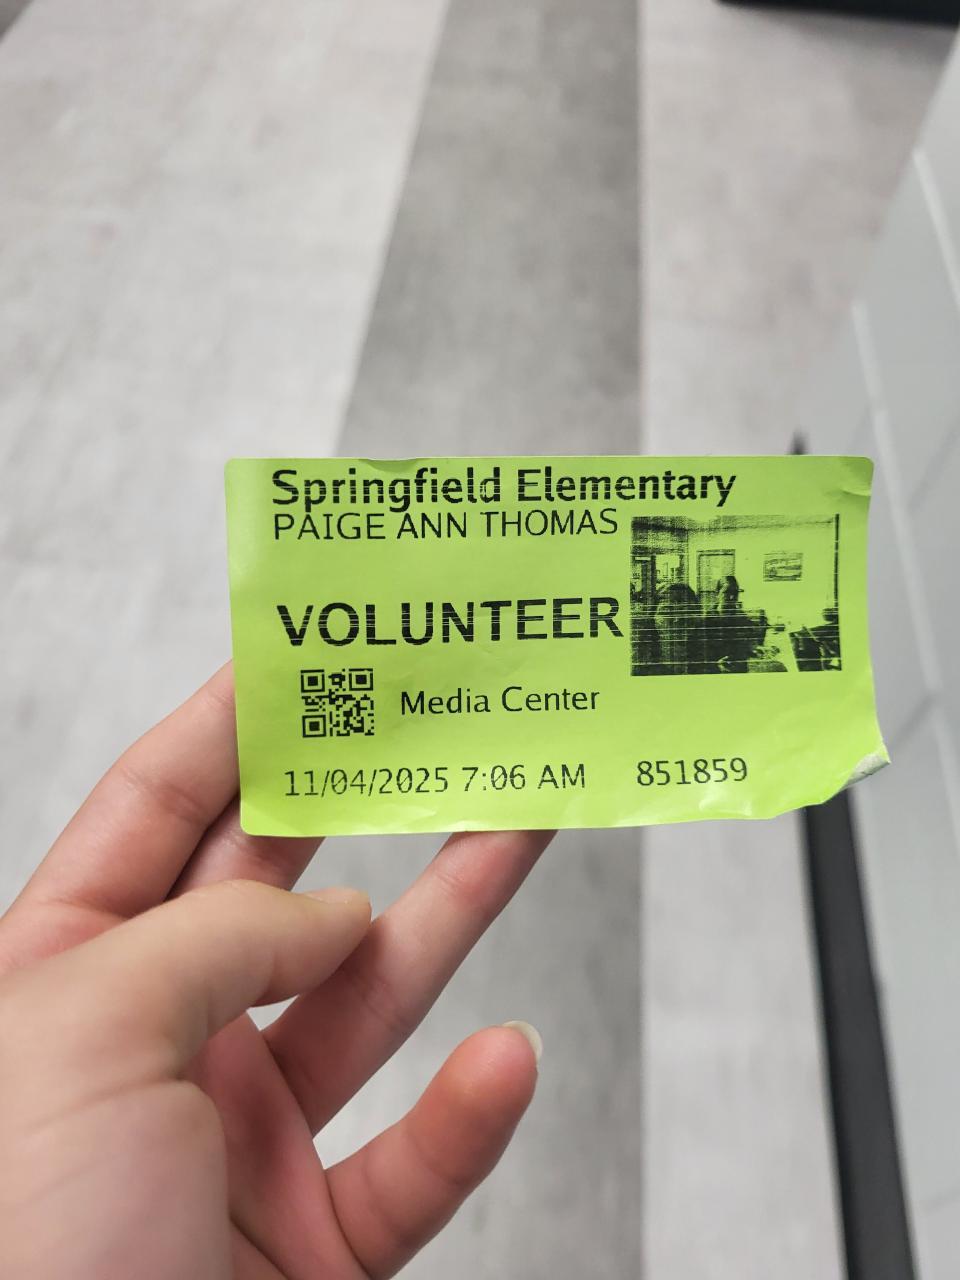 Springfield Elementary
PAIGE ANN THOMAS
VOLUNTEER
Media Center
11/04/2025 7:06 AM 851859